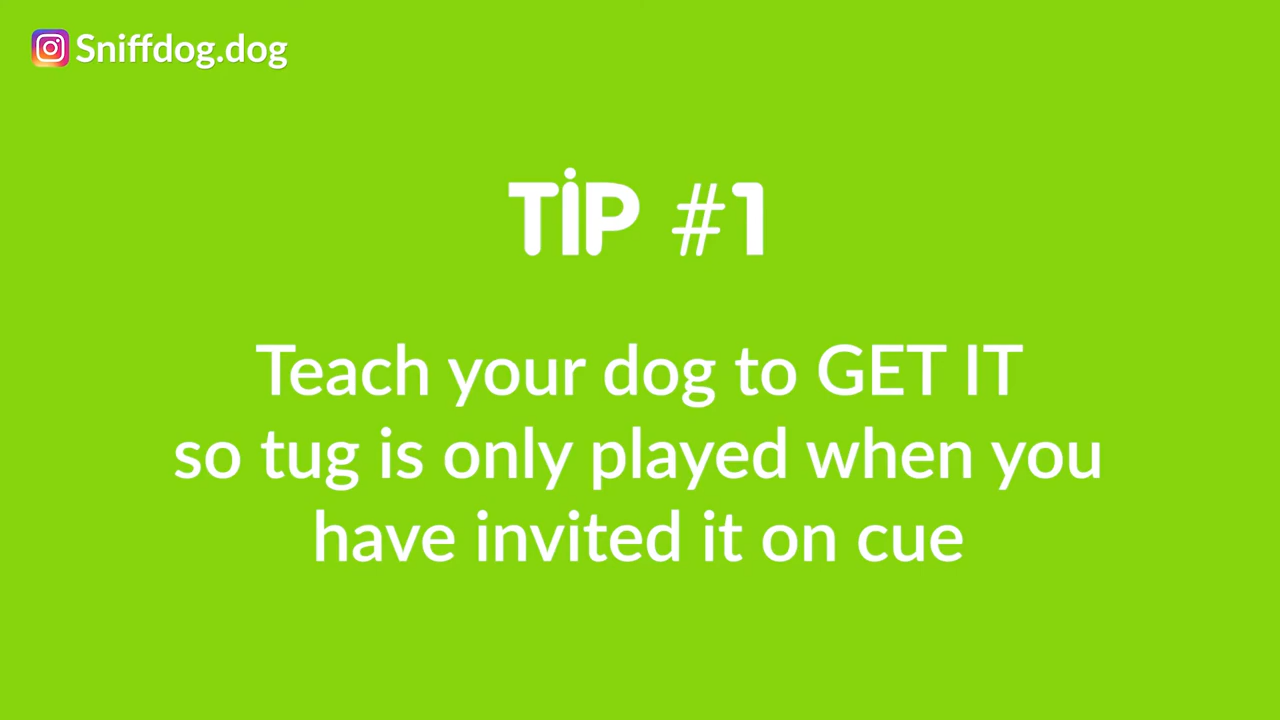 Sniffdog.dog
TiP #1
Teach your dog to GET IT
so tug is only played when you
have invited it on cue